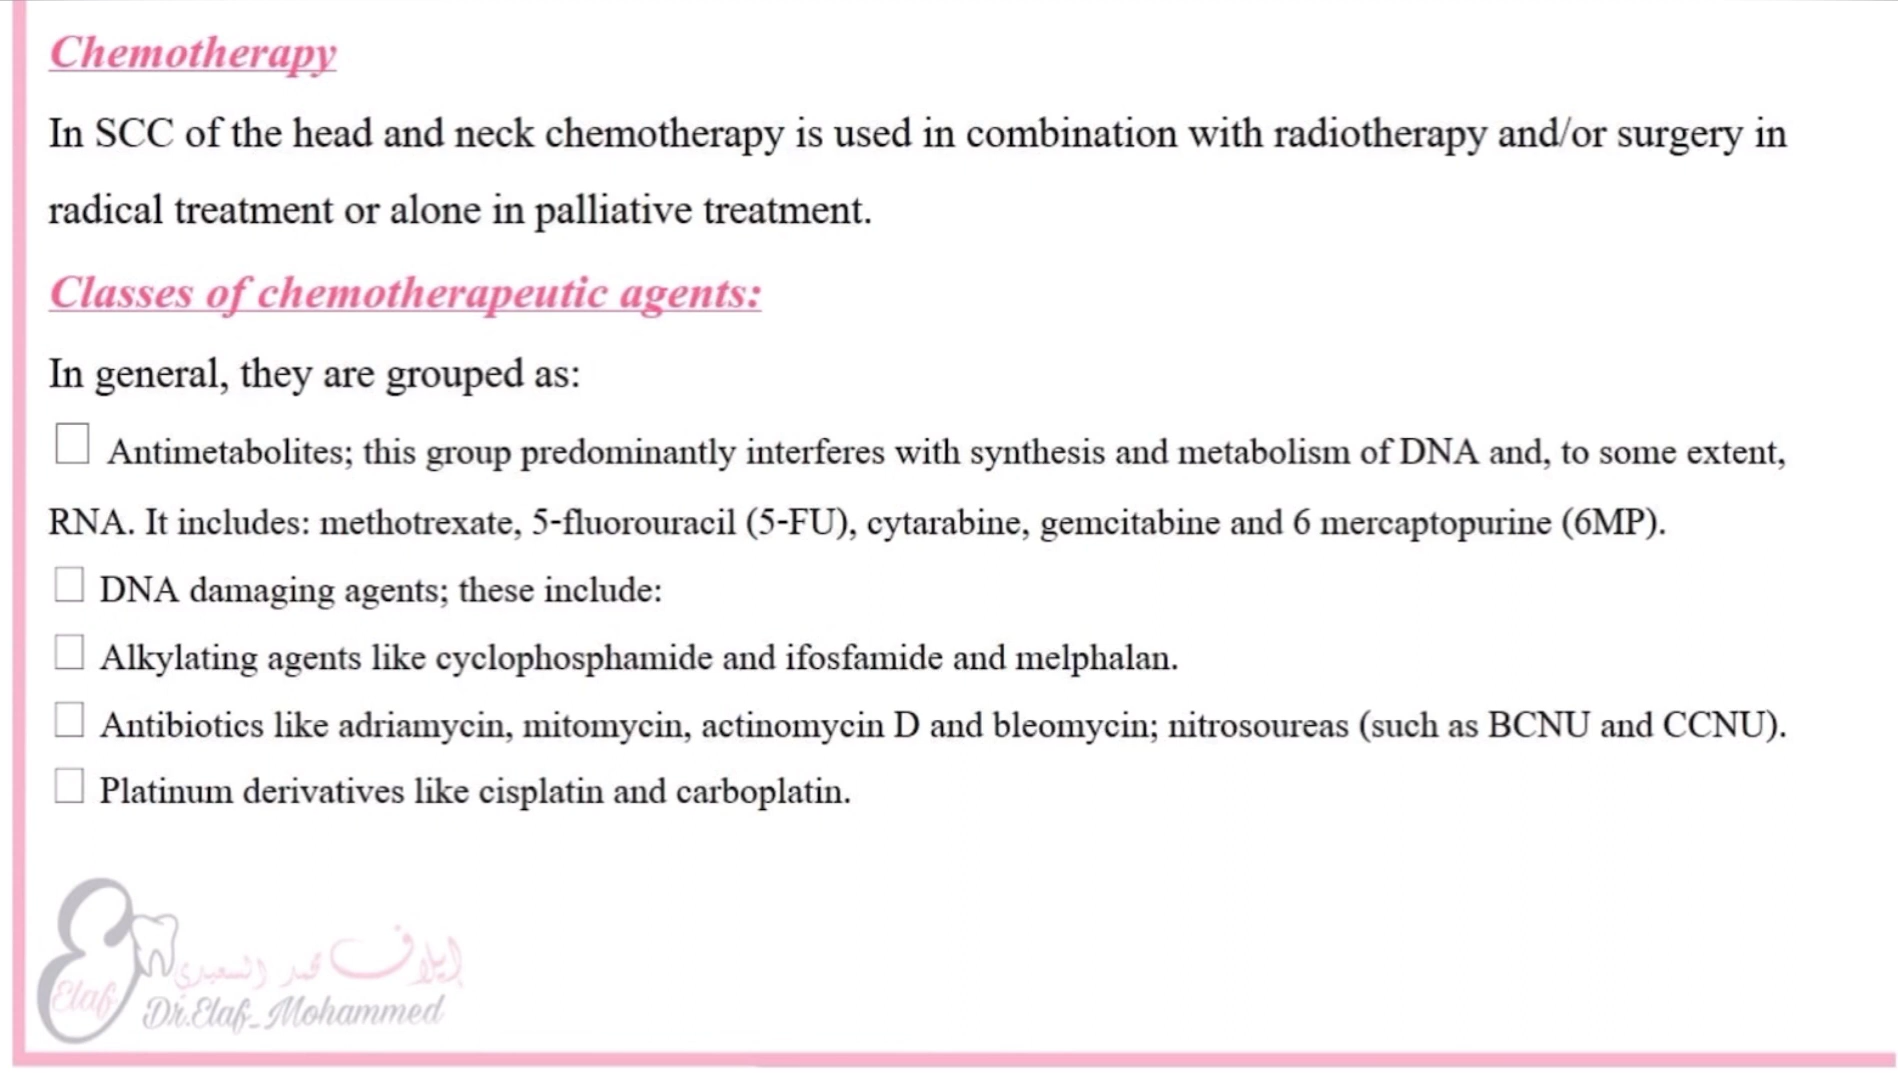 Chemotherapy
In SCC of the head and neck chemotherapy is used in combination with radiotherapy and/or surgery in
radical treatment or alone in palliative treatment.
Classes of chemotherapeutic agents:
In general, they are grouped as:
□ Antimetabolites; this group predominantly interferes with synthesis and metabolism of DNA and, to some extent,
RNA. It includes: methotrexate, 5-fluorouracil (5-FU), cytarabine, gemcitabine and 6 mercaptopurine (6MP).
□ DNA damaging agents; these include:
□ Alkylating agents like cyclophosphamide and ifosfamide and melphalan.
□ Antibiotics like adriamycin, mitomycin, actinomycin D and bleomycin; nitrosoureas (such as BCNU and CCNU).
□ Platinum derivatives like cisplatin and carboplatin.
إيلاف محمد السعيدي
Elaf
Dr.Elaf_Mohammed